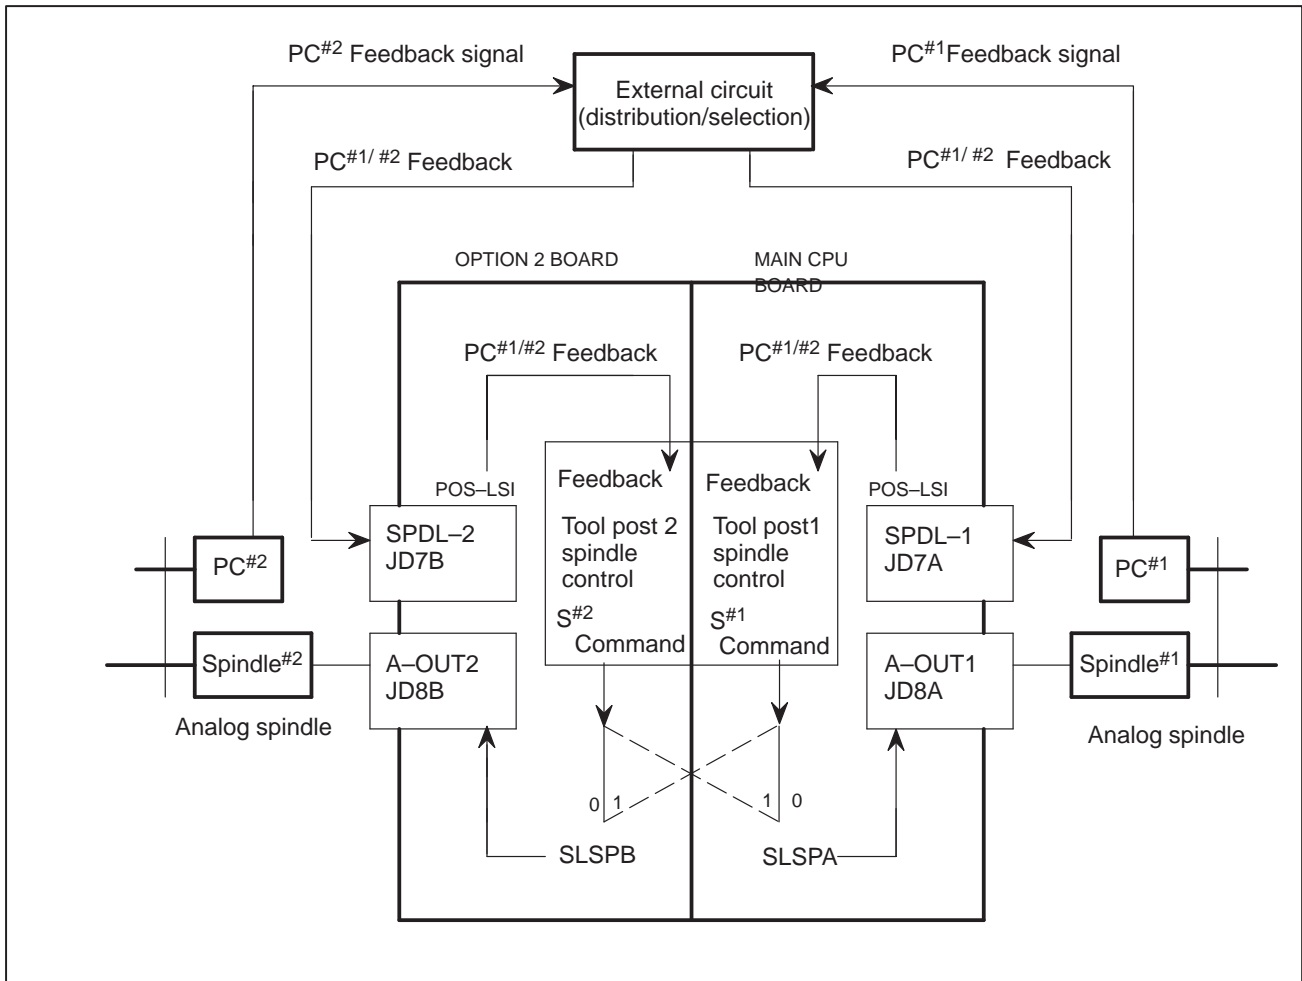 PC#2 Feedback signal
PC#1Feedback signal
External circuit
(distribution/selection)
PC#1/ #2 Feedback
PC#1/ #2 Feedback
OPTION 2 BOARD
MAIN CPU
BOARD
PC#1/#2 Feedback
PC#1/#2 Feedback
POS–LSI
Feedback
Feedback
POS–LSI
SPDL–2
JD7B
Tool post 2
spindle
control
Tool post1
spindle
control
SPDL–1
JD7A
PC#2
PC#1
S#2
Command
S#1
Command
Spindle#2
A–OUT2
JD8B
A–OUT1
JD8A
Spindle#1
Analog spindle
Analog spindle
0 1
1 0
SLSPB
SLSPA